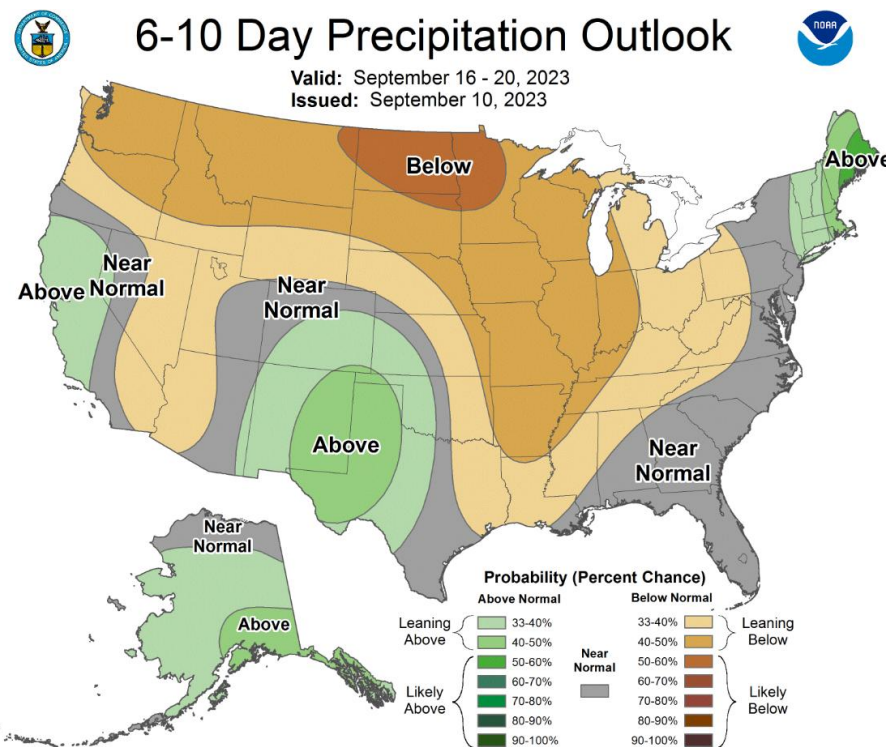 6-10 Day Precipitation Outlook
NOAA
Valid: September 16 - 20, 2023
Issued: September 10, 2023
Below
Above
Near
Normal
Above
Near
Normal
Above
Near
Normal
Near
Normal
Above
Probability (Percent Chance)
Above Normal
Below Normal
Leaning
Above
33-40%
40-50%
50-60%
60-70%
70-80%
80-90%
90-100%
Likely
Above
Near
Normal
33-40%
40-50%
50-60%
60-70%
70-80%
80-90%
90-100%
Leaning
Below
Likely
Below